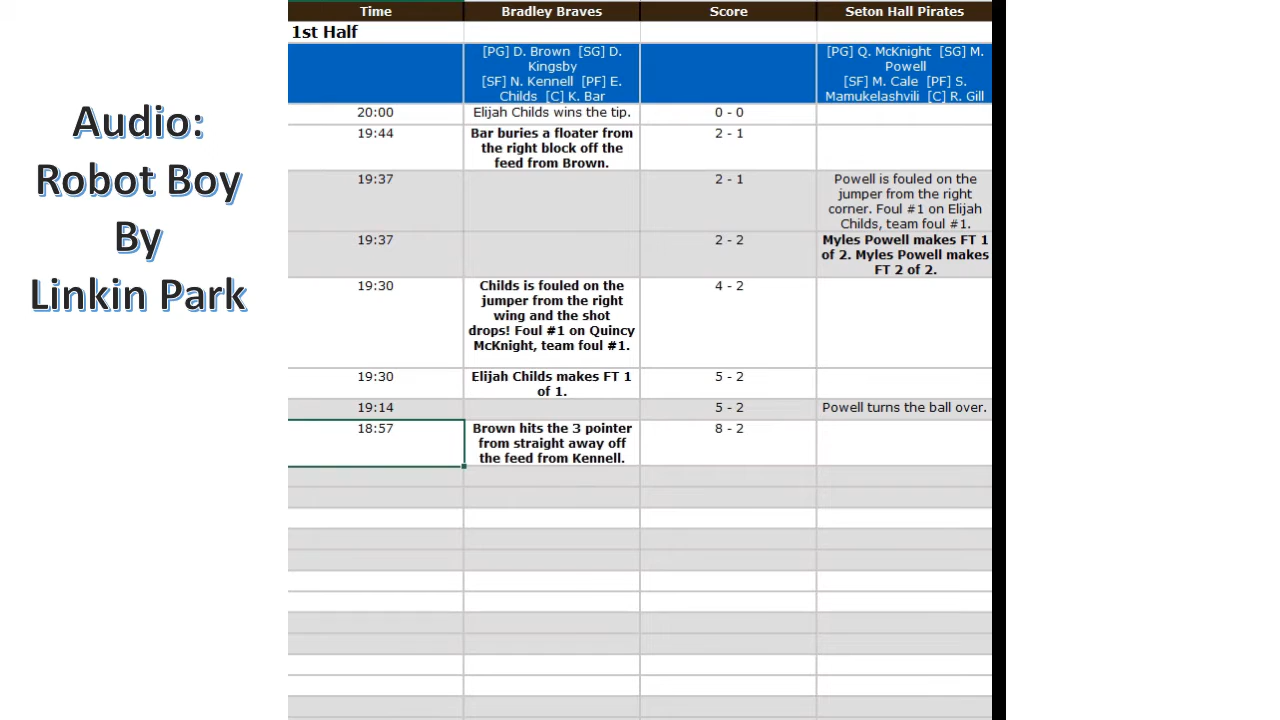 Audio:
Robot Boy
By
Linkin Park
Time Bradley Braves Score Seton Hall Pirates
1st Half
[PG] D. Brown [SG] D.
Kingsby
[SF] N. Kennell [PF] E.
Childs [C] K. Bar
[PG] Q. McKnight [SG] M.
Powell
[SF] M. Cale [PF] S.
Mamukelashvili [C] R. Gill
20:00 Elijah Childs wins the tip. 0 - 0
19:44 Bar buries a floater from 2 - 1
the right block off the
feed from Brown.
19:37 2 - 1 Powell is fouled on the
jumper from the right
corner. Foul #1 on Elijah
Childs, team foul #1.
19:37 2 - 2 Myles Powell makes FT 1
of 2. Myles Powell makes
FT 2 of 2.
19:30 Childs is fouled on the 4 - 2
jumper from the right
wing and the shot
drops! Foul #1 on Quincy
McKnight, team foul #1.
19:30 Elijah Childs makes FT 1 5 - 2
of 1.
19:14 5 - 2 Powell turns the ball over.
18:57 Brown hits the 3 pointer 8 - 2
from straight away off
the feed from Kennell.